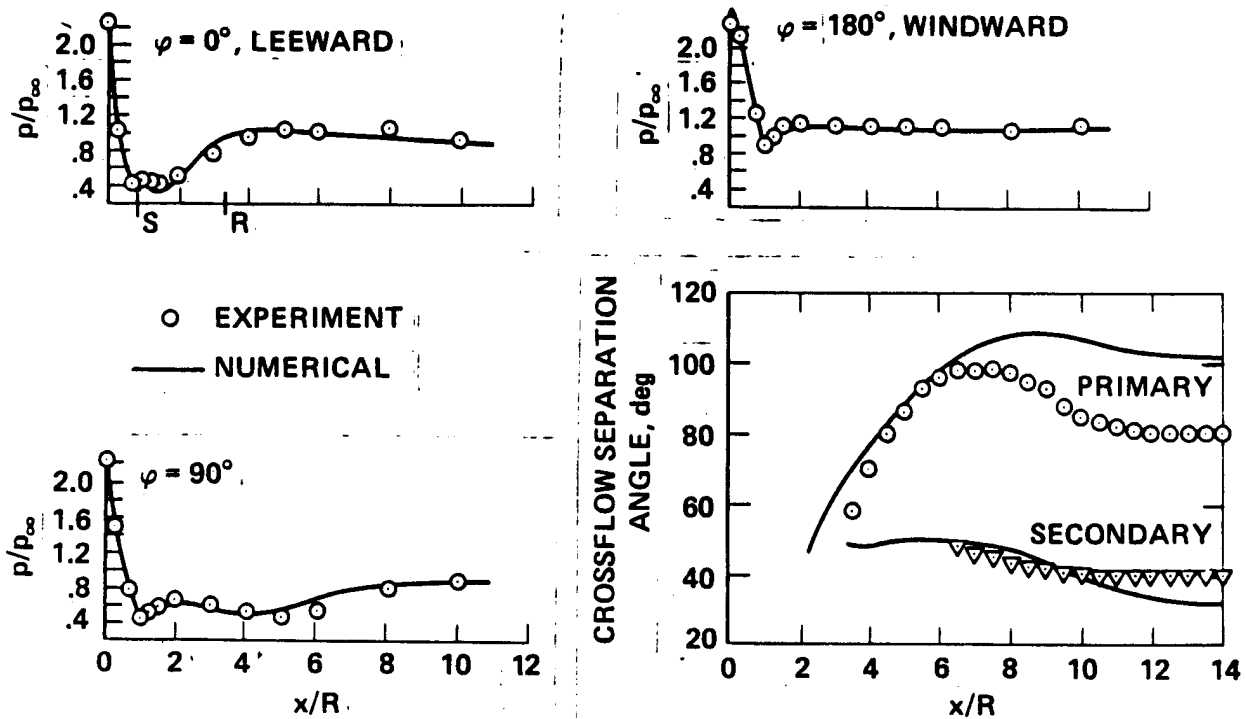 φ = 0°, LEEWARD
p/p∞
2.0
1.6
1.2
.8
.4
S
R
φ = 180°, WINDWARD
p/p∞
2.0
1.6
1.2
.8
.4
EXPERIMENT
NUMERICAL
φ = 90°
p/p∞
2.0
1.6
1.2
.8
.4
0 2 4 6 8 10 12
x/R
CROSSFLOW SEPARATION
ANGLE, deg
120
100
80
60
40
20
PRIMARY
SECONDARY
0 2 4 6 8 10 12 14
x/R